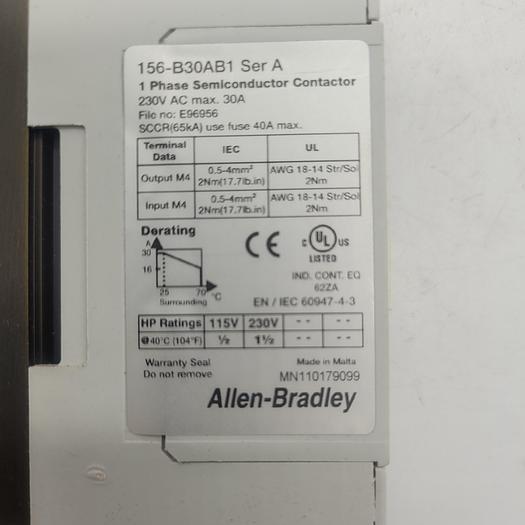 156-B30AB1 Ser A
1 Phase Semiconductor Contactor
230V AC max. 30A
File no: E96956
SCCR(65kA) use fuse 40A max.
Terminal Data IEC UL
Output M4 0.5-4mm² 2Nm(17.7lb.in) AWG 18-14 Str/Sol 2Nm
Input M4 0.5-4mm² 2Nm(17.7lb.in) AWG 18-14 Str/Sol 2Nm
Derating
A
30
16
25 70 °C
Surrounding
CE
C UL US
LISTED
IND. CONT. EQ
62ZA
EN / IEC 60947-4-3
HP Ratings 115V 230V - - - -
@40°C (104°F) ½ 1½ - - - -
Warranty Seal
Do not remove
Made in Malta
MN110179099
Allen-Bradley